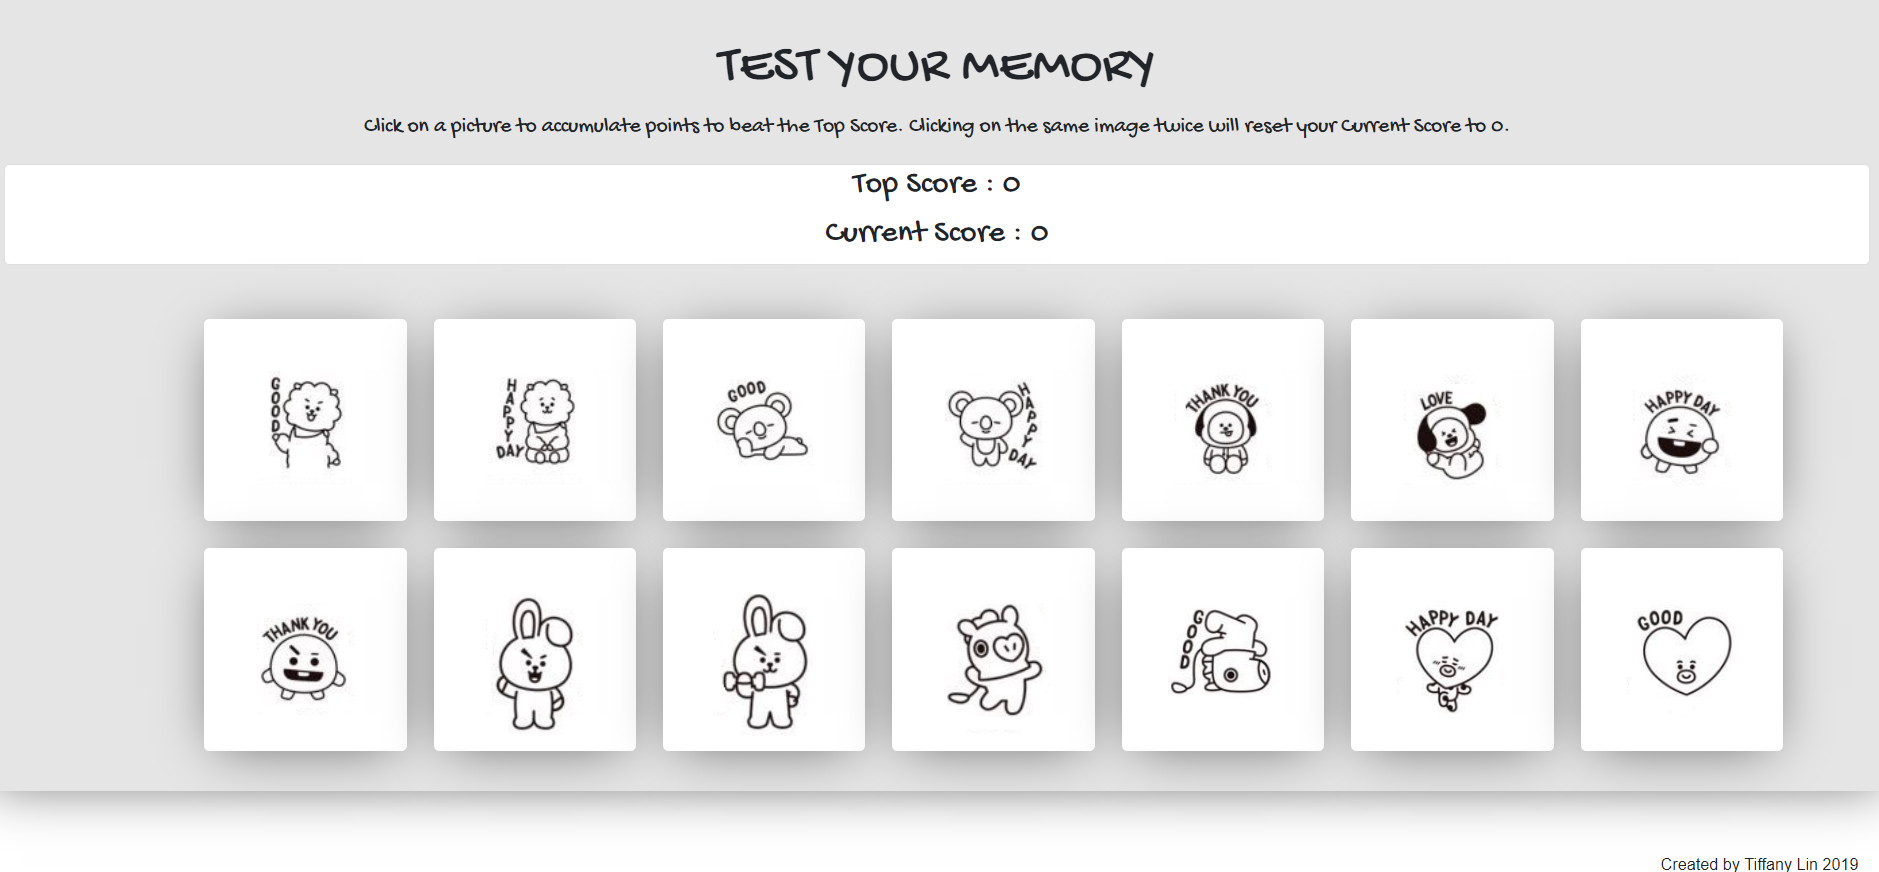 TEST YOUR MEMORY
Click on a picture to accumulate points to beat the Top Score. Clicking on the same image twice will reset your Current Score to 0.
Top Score : 0
Current Score : 0
GOOD
HAPPY
DAY
GOOD
HAPPY
DAY
THANK YOU
LOVE
HAPPY DAY
THANK YOU
GOOD
HAPPY DAY
GOOD
Created by Tiffany Lin 2019